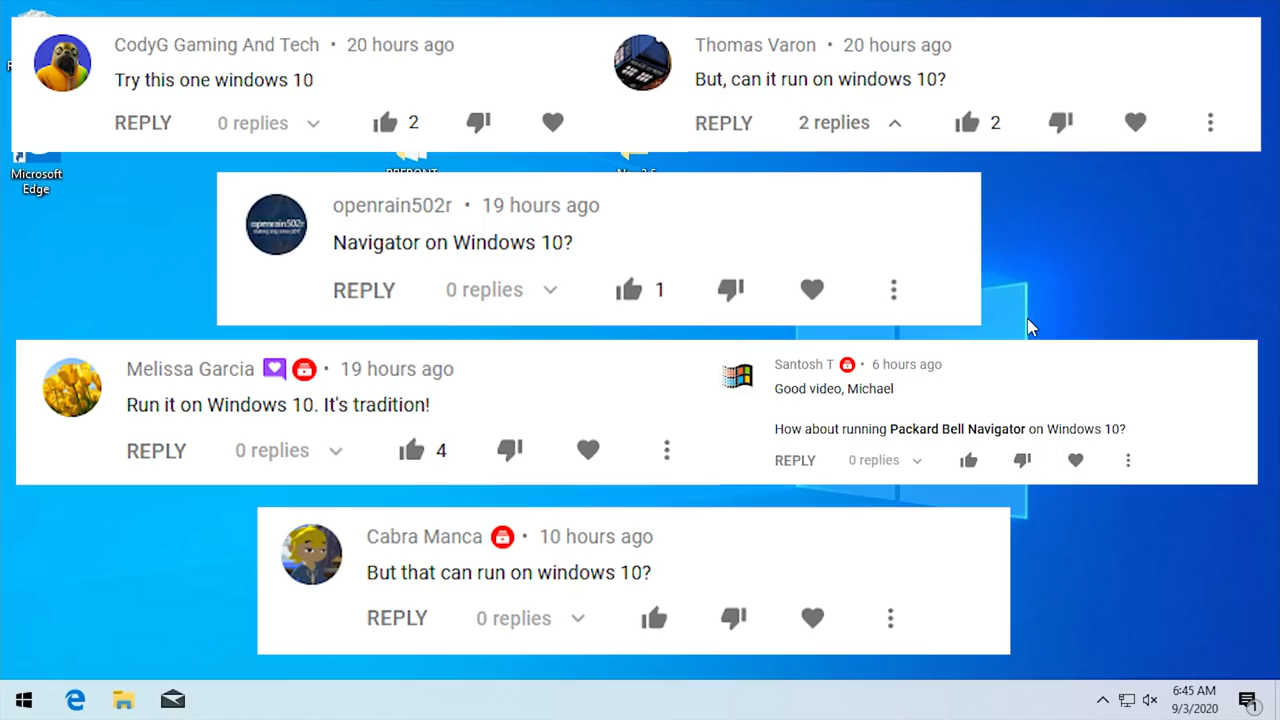 CodyG Gaming And Tech • 20 hours ago
Try this one windows 10
REPLY 0 replies 2
Thomas Varon • 20 hours ago
But, can it run on windows 10?
REPLY 2 replies 2
Microsoft
Edge
openrain502r
openrain502r • 19 hours ago
Navigator on Windows 10?
REPLY 0 replies 1
Melissa Garcia • 19 hours ago
Run it on Windows 10. It's tradition!
REPLY 0 replies 4
Santosh T • 6 hours ago
Good video, Michael
How about running Packard Bell Navigator on Windows 10?
REPLY 0 replies
Cabra Manca • 10 hours ago
But that can run on windows 10?
REPLY 0 replies
6:45 AM
9/3/2020
1